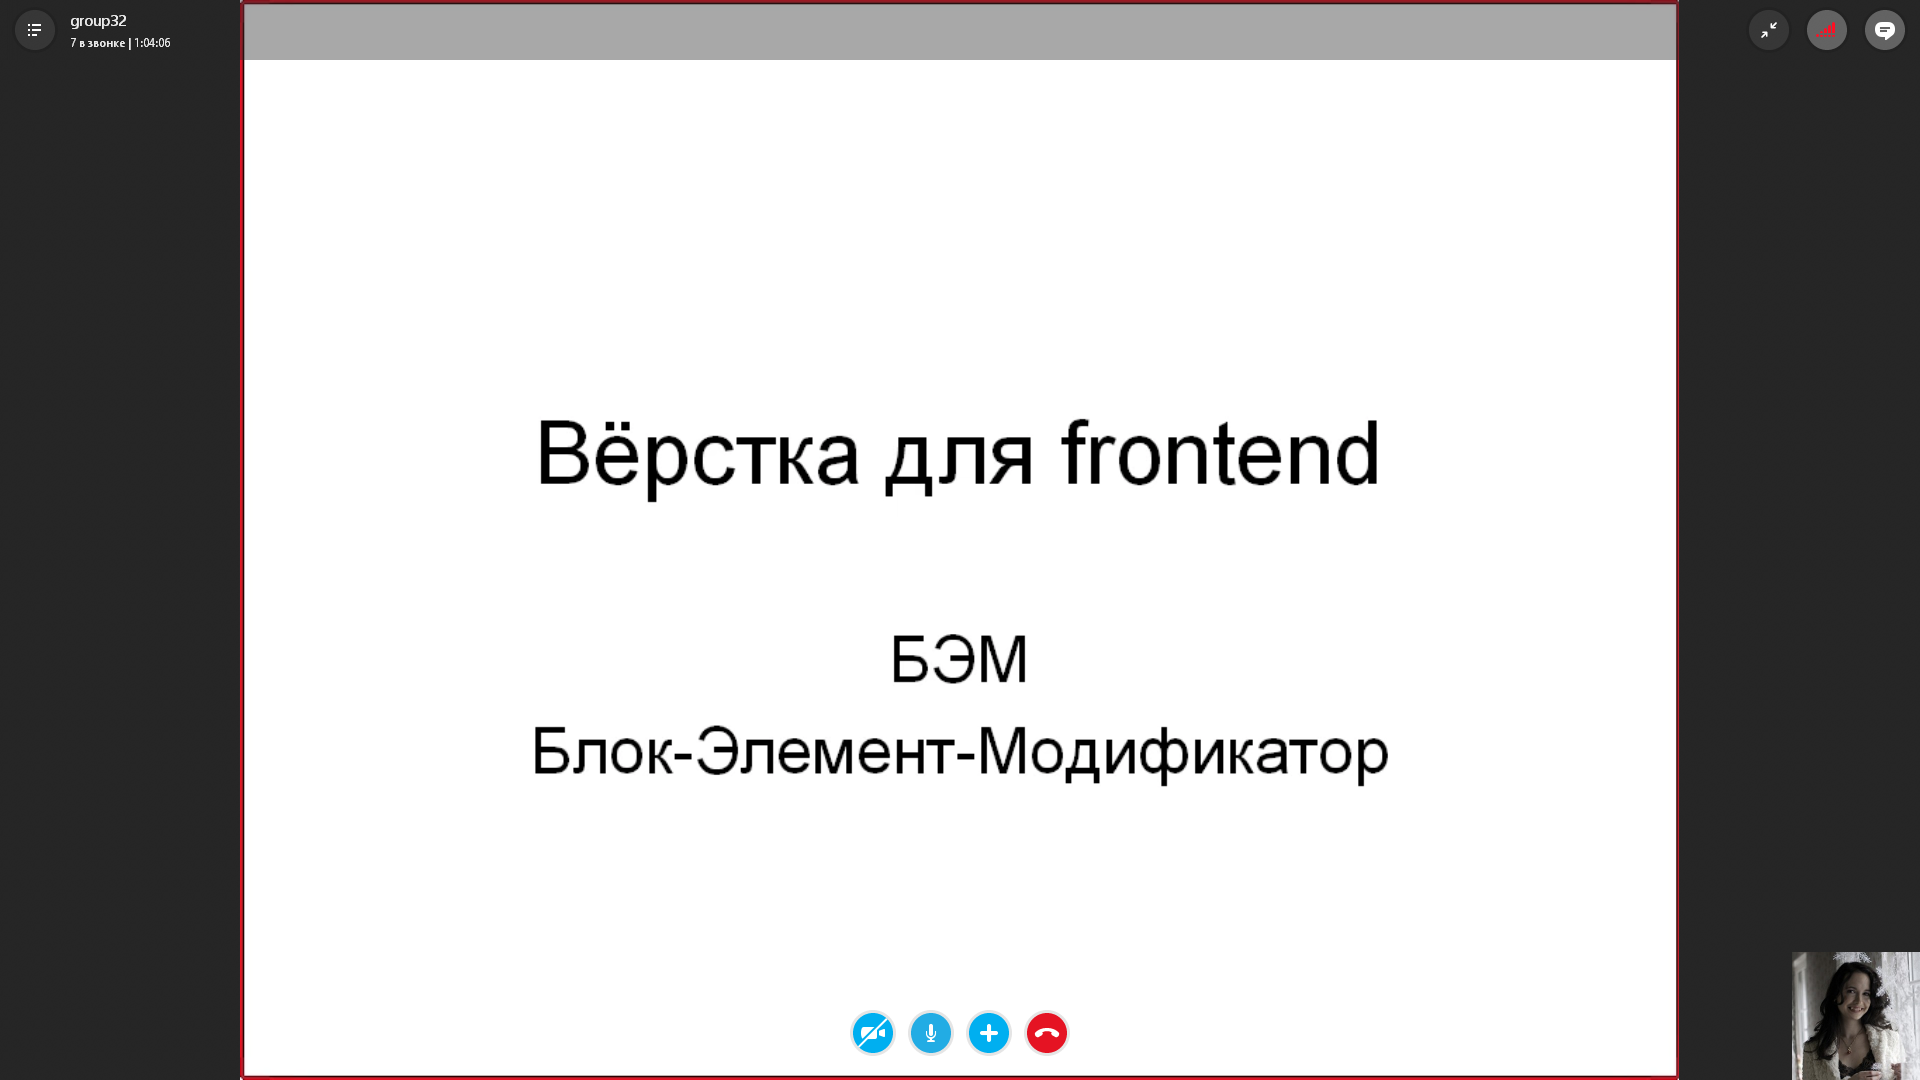 group32
7 в звонке | 1:04:06
Вёрстка для frontend
БЭМ
Блок-Элемент-Модификатор